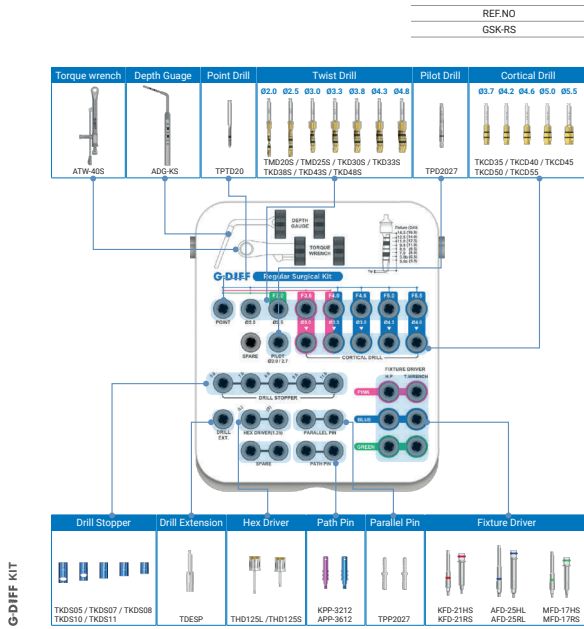 REF.NO
GSK-RS
Torque wrench
Depth Guage
Point Drill
Twist Drill
Pilot Drill
Cortical Drill
Ø2.0 Ø2.5 Ø3.0 Ø3.3 Ø3.8 Ø4.3 Ø4.8
Ø3.7 Ø4.2 Ø4.6 Ø5.0 Ø5.5
ATW-40S
ADG-KS
TPTD20
TMD20S / TMD25S / TKD30S / TKD33S
TKD38S / TKD43S / TKD48S
TPD2027
TKCD35 / TKCD40 / TKCD45
TKCD50 / TKCD55
DEPTH
GAUGE
TORQUE
WRENCH
G·DIFF Regular Surgical Kit
POINT
SPARE
PILOT
Ø2.0 / 2.7
CORTICAL DRILL
DRILL STOPPER
FIXTURE DRIVER
H.P T.WRENCH
PINK
BLUE
GREEN
DRILL
EXT.
HEX DRIVER(1.25)
PARALLEL PIN
SPARE
PATH PIN
Drill Stopper
Drill Extension
Hex Driver
Path Pin
Parallel Pin
Fixture Driver
TKDS05 / TKDS07 / TKDS08
TKDS10 / TKDS11
TDESP
THD125L /THD125S
KPP-3212
APP-3612
TPP2027
KFD-21HS
KFD-21RS
AFD-25HL
AFD-25RL
MFD-17HS
MFD-17RS
G·DIFF KIT